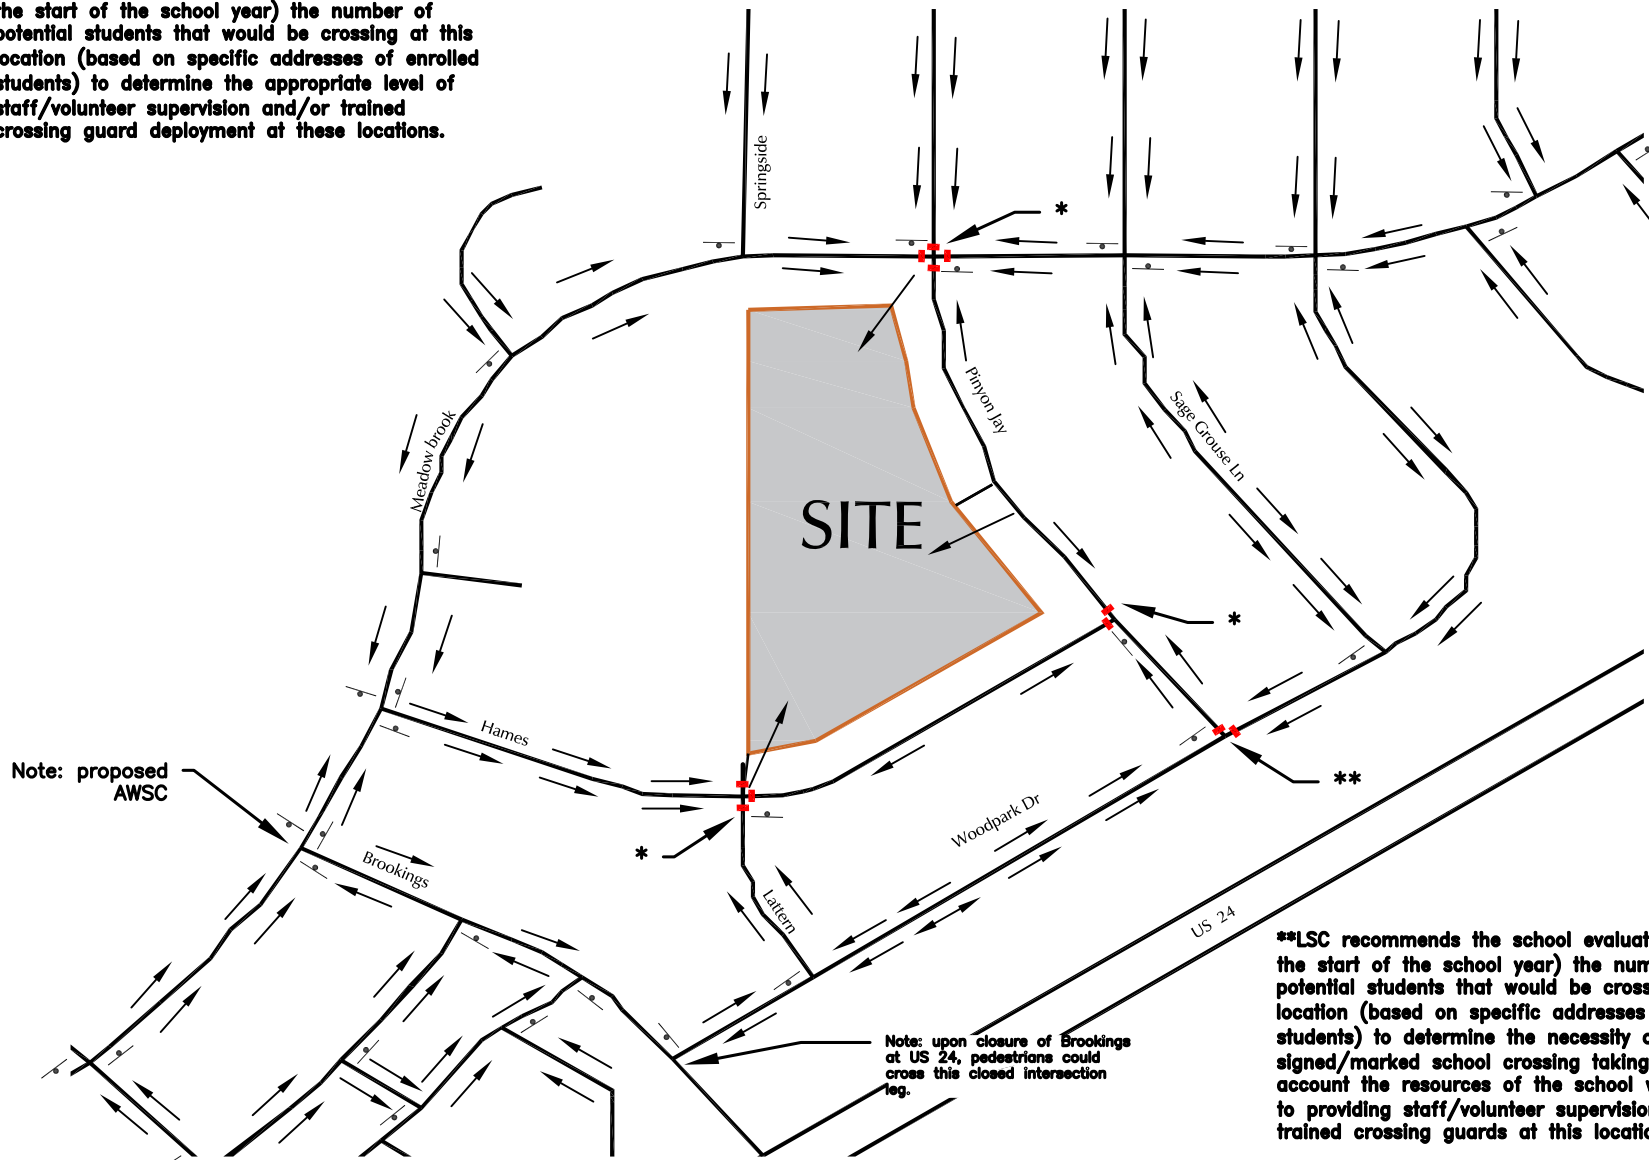 the start of the school year) the number of
potential students that would be crossing at this
location (based on specific addresses of enrolled
students) to determine the appropriate level of
staff/volunteer supervision and/or trained
crossing guard deployment at these locations.
Springside
*
Meadow brook
Pinyon Jay
Sage Grouse Ln
SITE
*
Hames
Note: proposed
AWSC
**
Woodpark Dr
*
Brookings
Lattern
US 24
Note: upon closure of Brookings
at US 24, pedestrians could
cross this closed intersection
leg.
**LSC recommends the school evaluat
the start of the school year) the num
potential students that would be cross
location (based on specific addresses
students) to determine the necessity
signed/marked school crossing taking
account the resources of the school
to providing staff/volunteer supervisio
trained crossing guards at this locatio